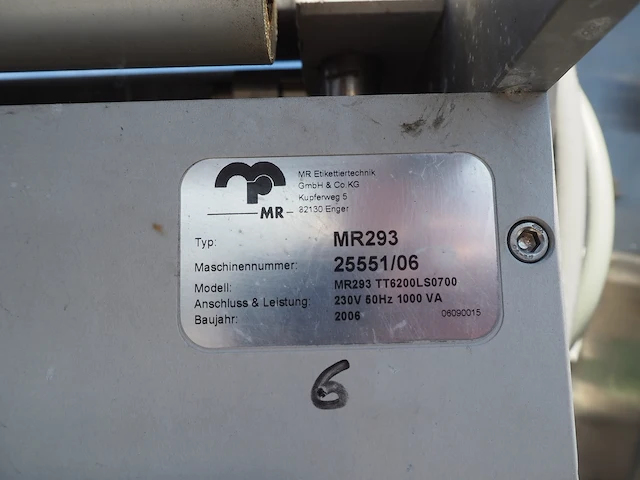 MR Etikettiertechnik
GmbH & Co.KG
Kupferweg 5
32130 Enger
MR
Typ: MR293
Maschinennummer: 25551/06
Modell: MR293 TT6200LS0700
Anschluss & Leistung: 230V 50Hz 1000 VA
Baujahr: 2006
06090015
6